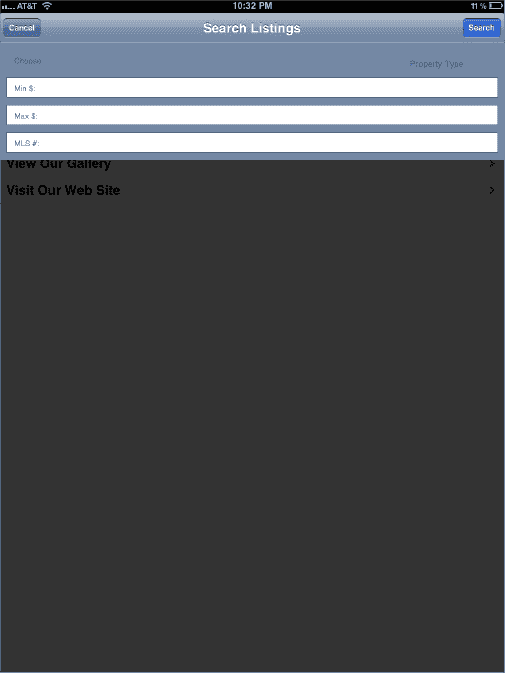 AT&T 10:32 PM 11 %
Cancel Search Listings Search
Choose Property Type
Min $:
Max $:
MLS #:
View Our Gallery
Visit Our Web Site